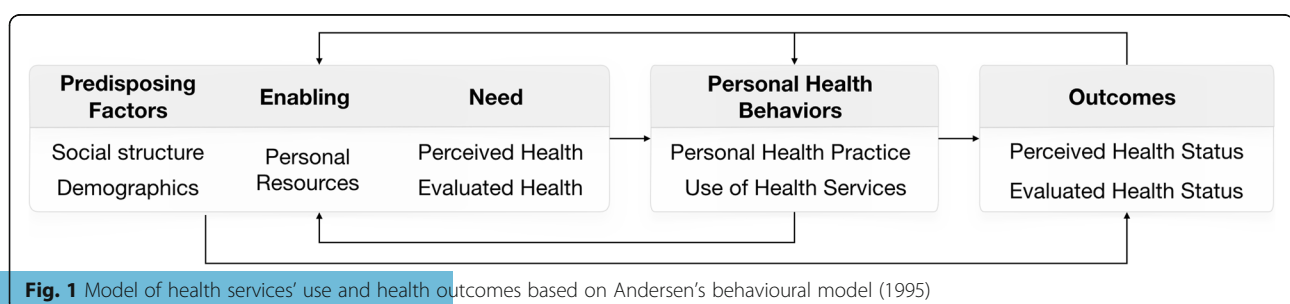 Predisposing
Factors
Enabling
Need
Social structure
Demographics
Personal
Resources
Perceived Health
Evaluated Health
Personal Health
Behaviors
Personal Health Practice
Use of Health Services
Outcomes
Perceived Health Status
Evaluated Health Status
Fig. 1 Model of health services’ use and health outcomes based on Andersen’s behavioural model (1995)